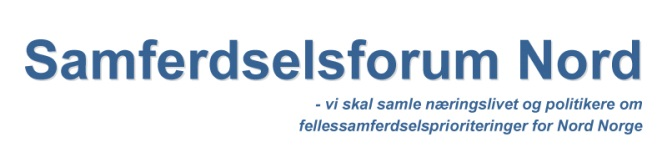 Samferdselsforum Nord
- vi skal samle næringslivet og politikere om
fellessamferdselsprioriteringer for Nord Norge